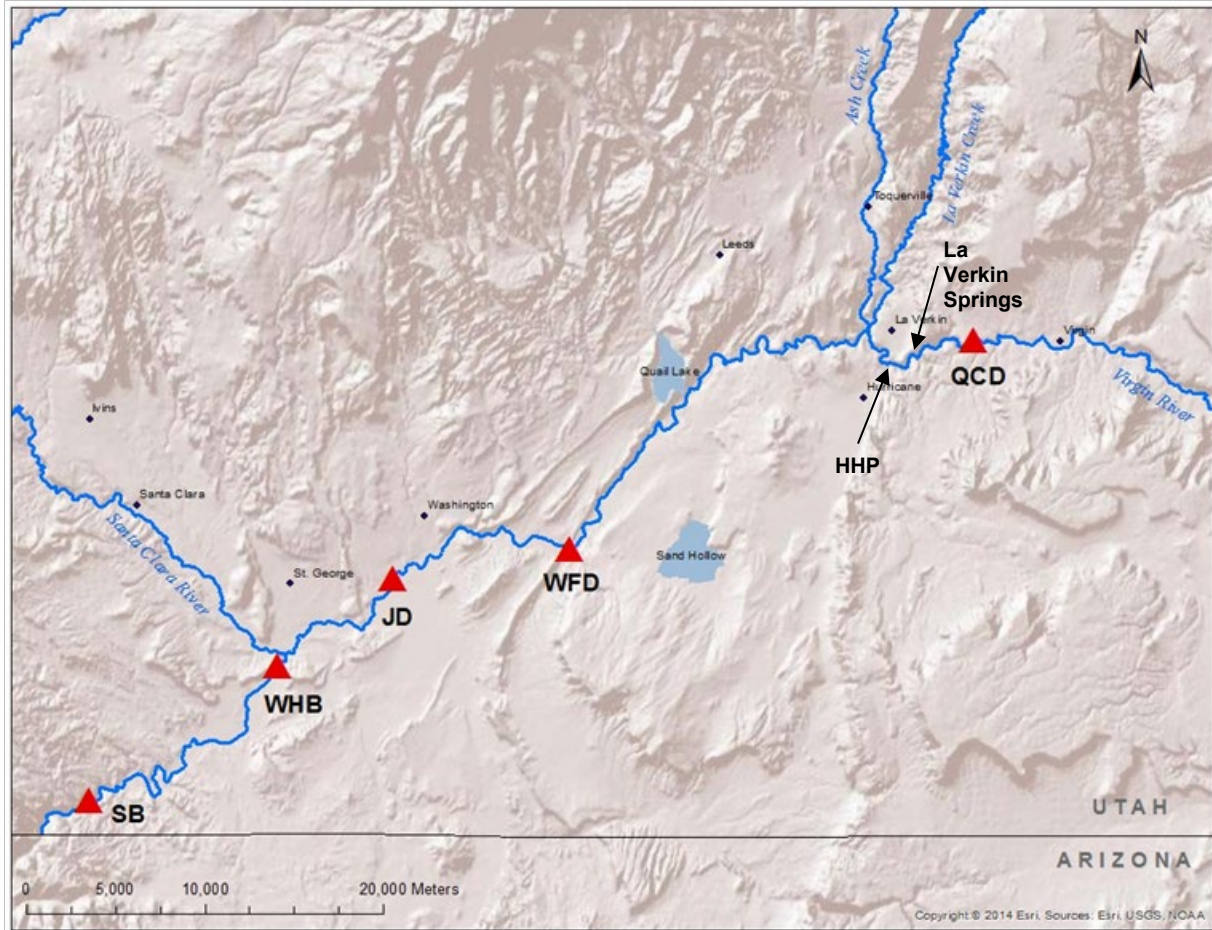 N
Ash Creek
La Verkin Creek
Toquerville
La
Verkin
Springs
Leeds
La Verkin
Virgin
QCD
Quail Lake
Hurricane
Virgin River
HHP
Ivins
Santa Clara
Washington
Santa Clara River
Sand Hollow
WFD
St. George
JD
WHB
SB
UTAH
ARIZONA
0 5,000 10,000 20,000 Meters
Copyright:© 2014 Esri, Sources: Esri, USGS, NOAA